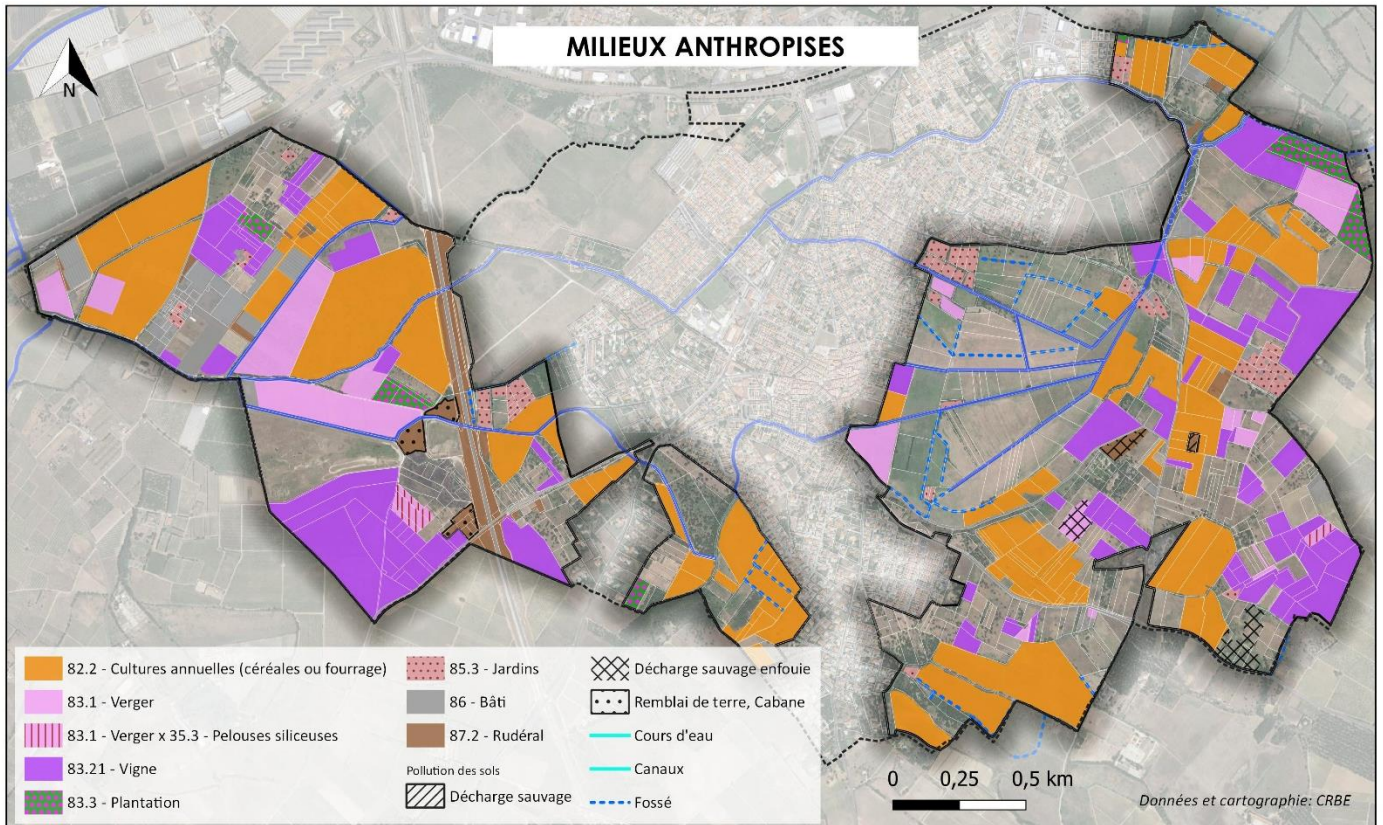 MILIEUX ANTHROPISES
N
82.2 - Cultures annuelles (céréales ou fourrage)
83.1 - Verger
83.1 - Verger x 35.3 - Pelouses siliceuses
83.21 - Vigne
83.3 - Plantation
85.3 - Jardins
86 - Bâti
87.2 - Rudéral
Pollution des sols
Décharge sauvage
Décharge sauvage enfouie
Remblai de terre, Cabane
Cours d'eau
Canaux
Fossé
0 0,25 0,5 km
Données et cartographie: CRBE